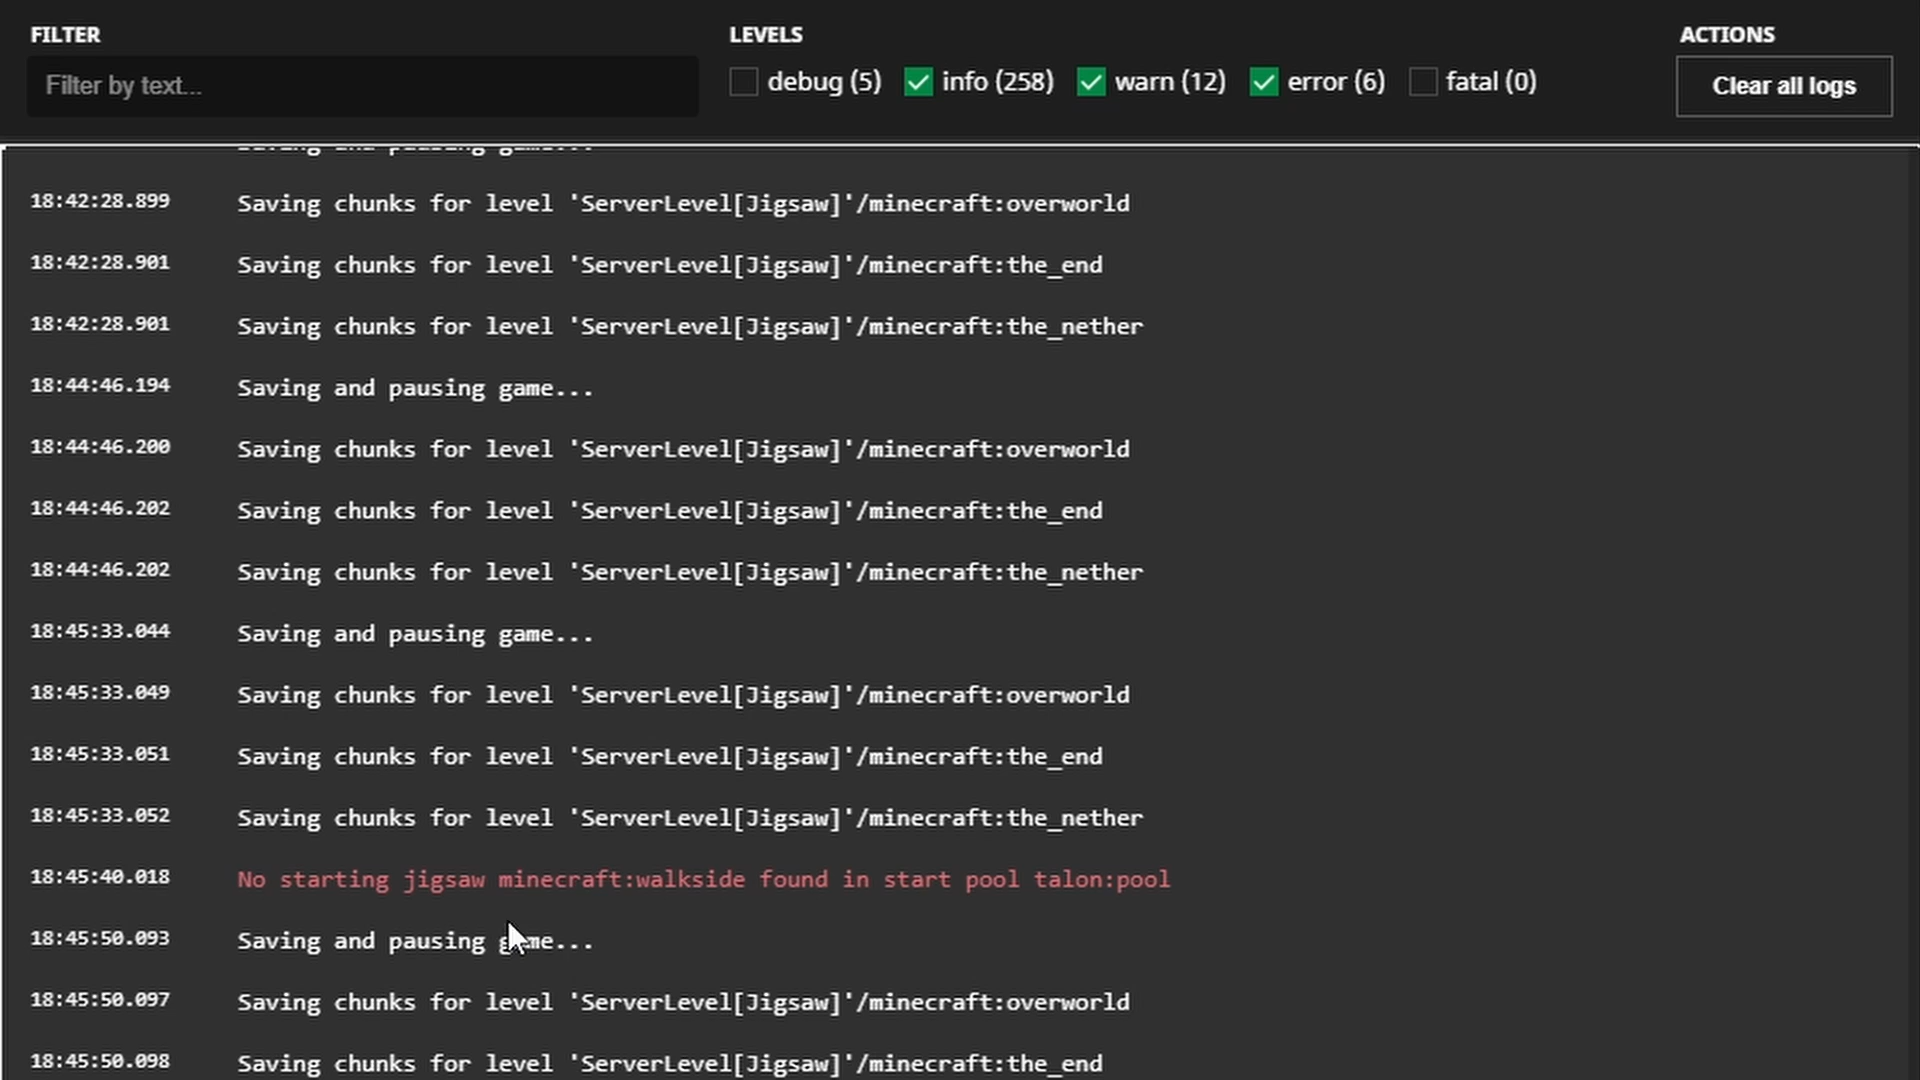 FILTER
LEVELS
ACTIONS
Filter by text...
debug (5) info (258) warn (12) error (6) fatal (0)
Clear all logs
Saving and pausing game...
18:42:28.899 Saving chunks for level 'ServerLevel[Jigsaw]'/minecraft:overworld
18:42:28.901 Saving chunks for level 'ServerLevel[Jigsaw]'/minecraft:the_end
18:42:28.901 Saving chunks for level 'ServerLevel[Jigsaw]'/minecraft:the_nether
18:44:46.194 Saving and pausing game...
18:44:46.200 Saving chunks for level 'ServerLevel[Jigsaw]'/minecraft:overworld
18:44:46.202 Saving chunks for level 'ServerLevel[Jigsaw]'/minecraft:the_end
18:44:46.202 Saving chunks for level 'ServerLevel[Jigsaw]'/minecraft:the_nether
18:45:33.044 Saving and pausing game...
18:45:33.049 Saving chunks for level 'ServerLevel[Jigsaw]'/minecraft:overworld
18:45:33.051 Saving chunks for level 'ServerLevel[Jigsaw]'/minecraft:the_end
18:45:33.052 Saving chunks for level 'ServerLevel[Jigsaw]'/minecraft:the_nether
18:45:40.018 No starting jigsaw minecraft:walkside found in start pool talon:pool
18:45:50.093 Saving and pausing game...
18:45:50.097 Saving chunks for level 'ServerLevel[Jigsaw]'/minecraft:overworld
18:45:50.098 Saving chunks for level 'ServerLevel[Jigsaw]'/minecraft:the_end